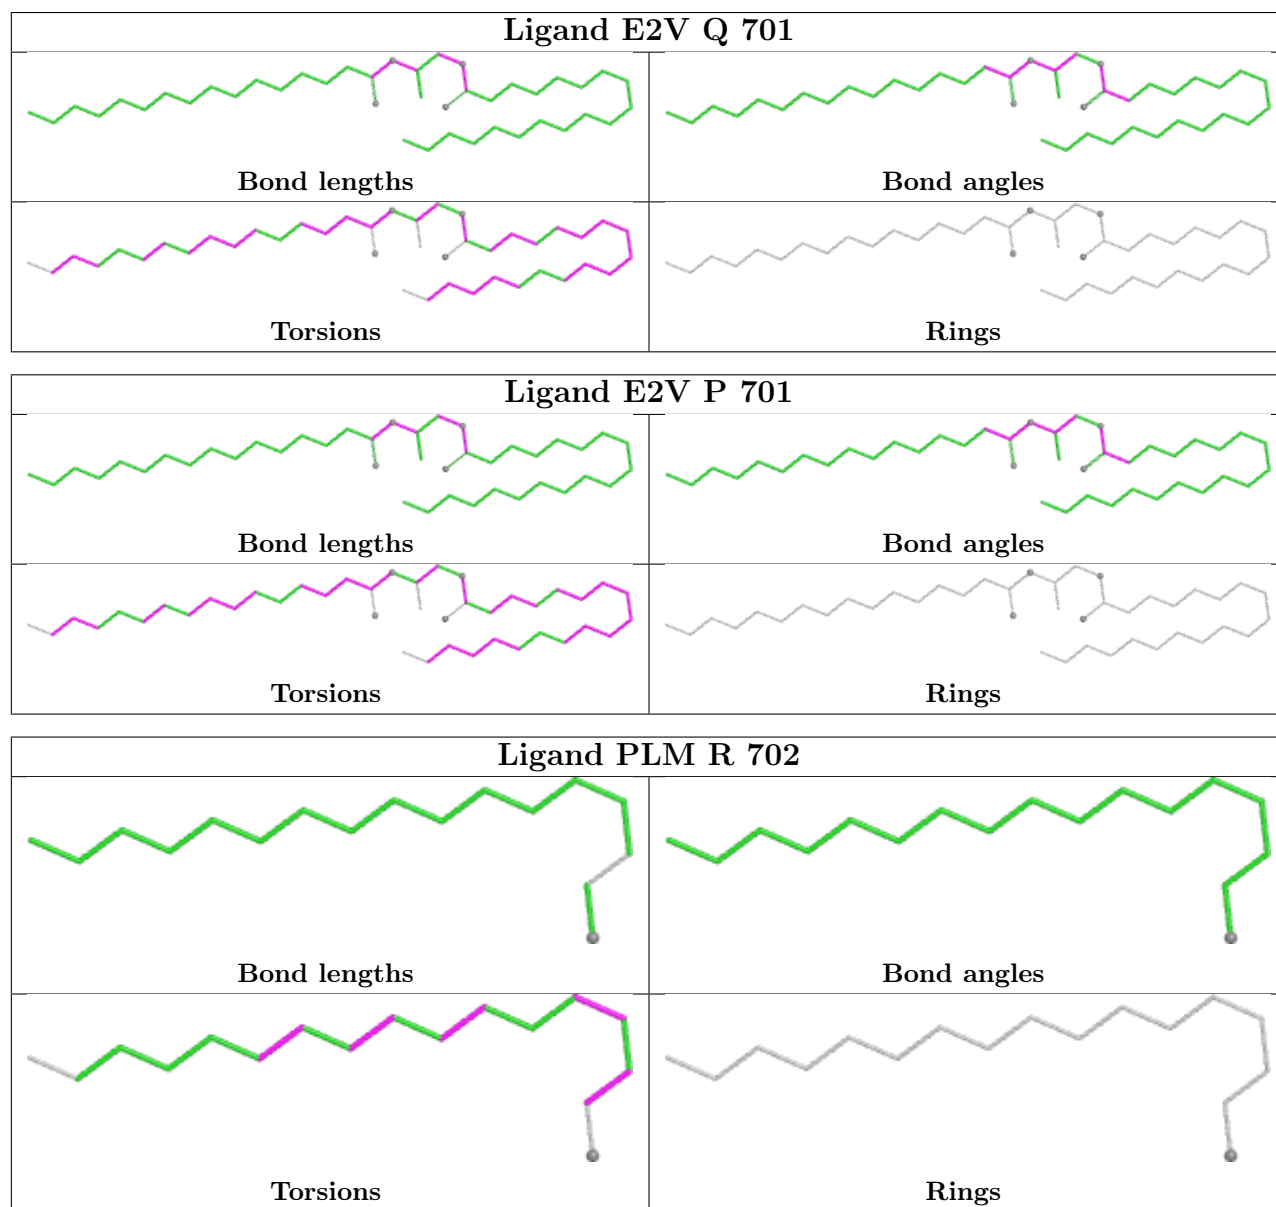 Ligand E2V Q 701
Bond lengths
Bond angles
Torsions
Rings
Ligand E2V P 701
Bond lengths
Bond angles
Torsions
Rings
Ligand PLM R 702
Bond lengths
Bond angles
Torsions
Rings